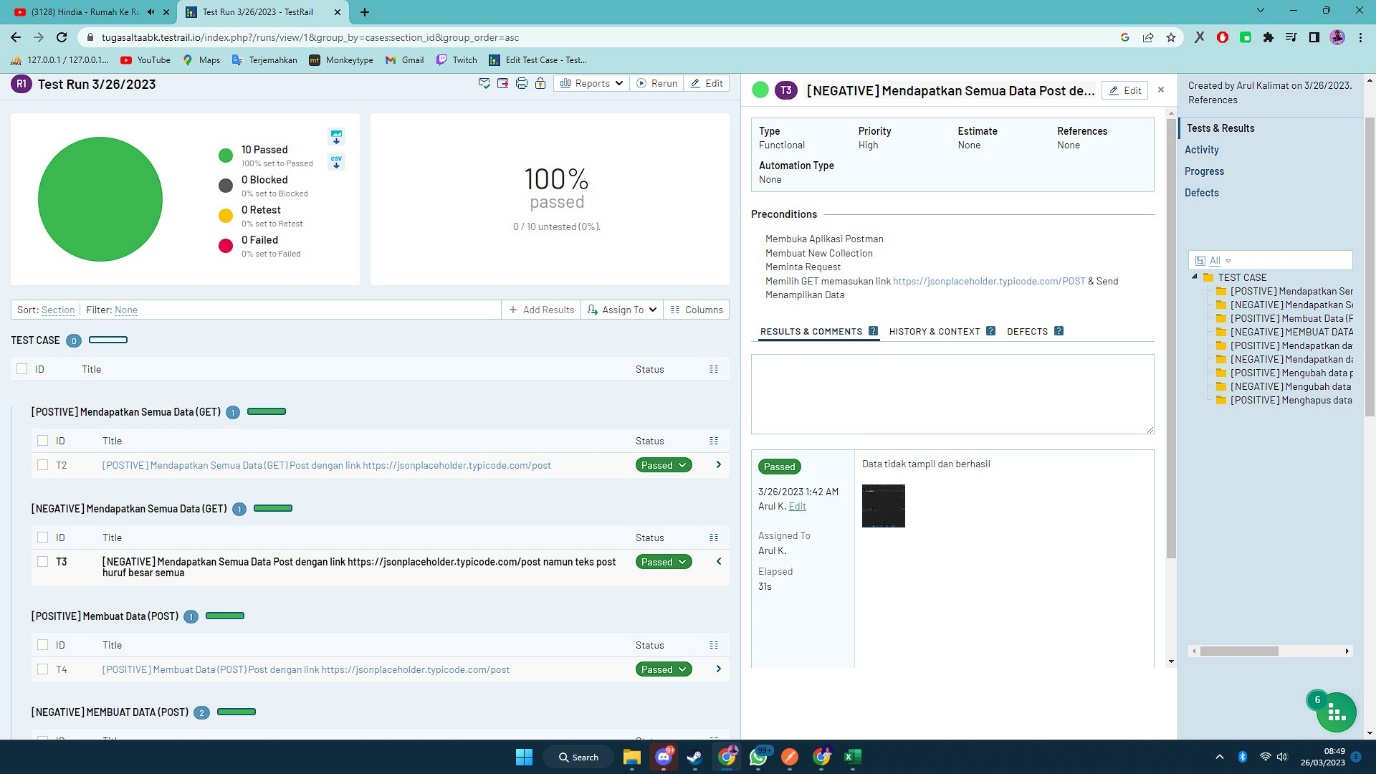 (3128) Hindia - Rumah Ke Ru
Test Run 3/26/2023 - TestRail
tugasaltaabk.testrail.io/index.php?/runs/view/1&group_by=cases:section_id&group_order=asc
127.0.0.1 / 127.0.0.1...
YouTube
Maps
Terjemahkan
Monkeytype
Gmail
Twitch
Edit Test Case - Test...
R1 Test Run 3/26/2023
Reports
Rerun
Edit
10 Passed
100% set to Passed
0 Blocked
0% set to Blocked
0 Retest
0% set to Retest
0 Failed
0% set to Failed
CSV
100%
passed
0 / 10 untested (0%).
Sort: Section Filter: None
Add Results
Assign To
Columns
TEST CASE 0
ID Title Status
[POSTIVE] Mendapatkan Semua Data (GET) 1
ID Title Status
T2 [POSTIVE] Mendapatkan Semua Data (GET) Post dengan link https://jsonplaceholder.typicode.com/post Passed
[NEGATIVE] Mendapatkan Semua Data (GET) 1
ID Title Status
T3 [NEGATIVE] Mendapatkan Semua Data Post dengan link https://jsonplaceholder.typicode.com/post namun teks post Passed
huruf besar semua
[POSITIVE] Membuat Data (POST) 1
ID Title Status
T4 [POSITIVE] Membuat Data (POST) Post dengan link https://jsonplaceholder.typicode.com/post Passed
[NEGATIVE] MEMBUAT DATA (POST) 2
T3 [NEGATIVE] Mendapatkan Semua Data Post de...
Edit
Type Priority Estimate References
Functional High None None
Automation Type
None
Preconditions
Membuka Aplikasi Postman
Membuat New Collection
Meminta Request
Memilih GET memasukan link https://jsonplaceholder.typicode.com/POST & Send
Menampilkan Data
RESULTS & COMMENTS ? HISTORY & CONTEXT ? DEFECTS ?
Passed
3/26/2023 1:42 AM
Arul K. Edit
Assigned To
Arul K.
Elapsed
31s
Data tidak tampil dan berhasil
Created by Arul Kalimat on 3/26/2023.
References
Tests & Results
Activity
Progress
Defects
All
TEST CASE
[POSTIVE] Mendapatkan Ser
[NEGATIVE] Mendapatkan S
[POSITIVE] Membuat Data (F
[NEGATIVE] MEMBUAT DATA
[POSITIVE] Mendapatkan da
[NEGATIVE] Mendapatkan da
[POSITIVE] Mengubah data p
[NEGATIVE] Mengubah data
[POSITIVE] Menghapus data
6
Search
99+
08:49
26/03/2023
3